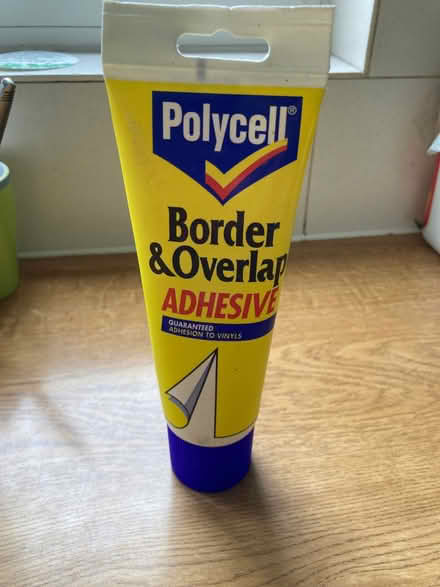 Polycell®
Border
&Overlap
ADHESIVE
GUARANTEED
ADHESION TO VINYLS